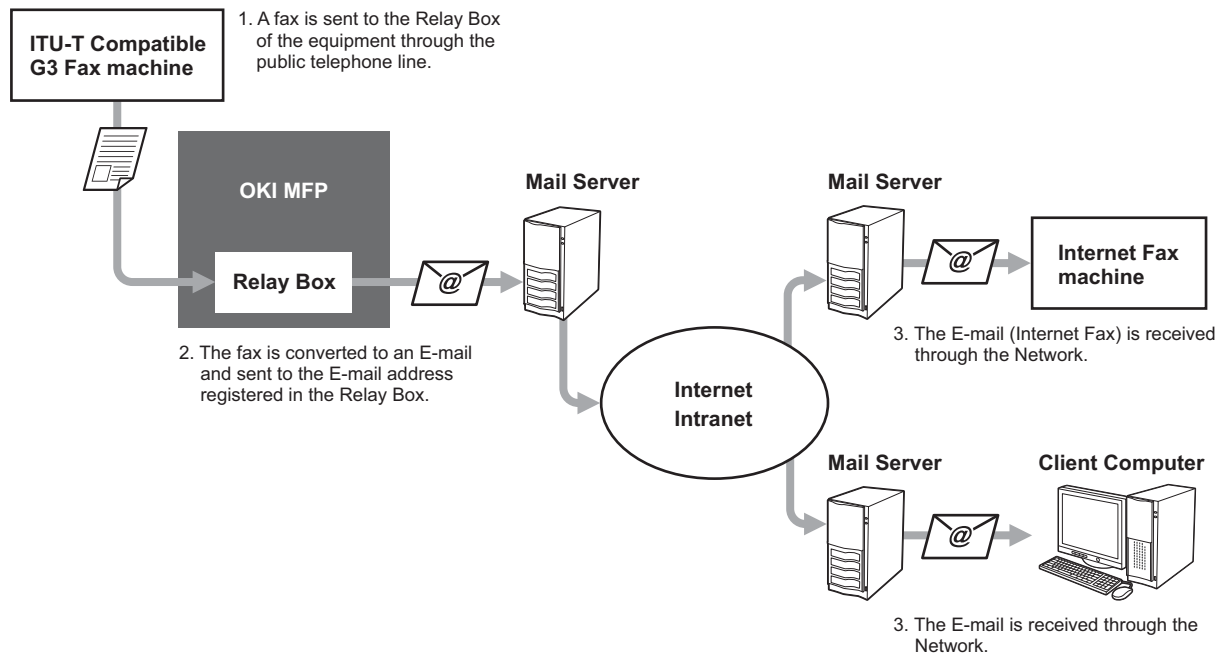 ITU-T Compatible
G3 Fax machine
1. A fax is sent to the Relay Box
of the equipment through the
public telephone line.
OKI MFP
Relay Box
@
2. The fax is converted to an E-mail
and sent to the E-mail address
registered in the Relay Box.
Mail Server
Internet
Intranet
Mail Server
@
Internet Fax
machine
3. The E-mail (Internet Fax) is received
through the Network.
Mail Server
@
Client Computer
3. The E-mail is received through the
Network.